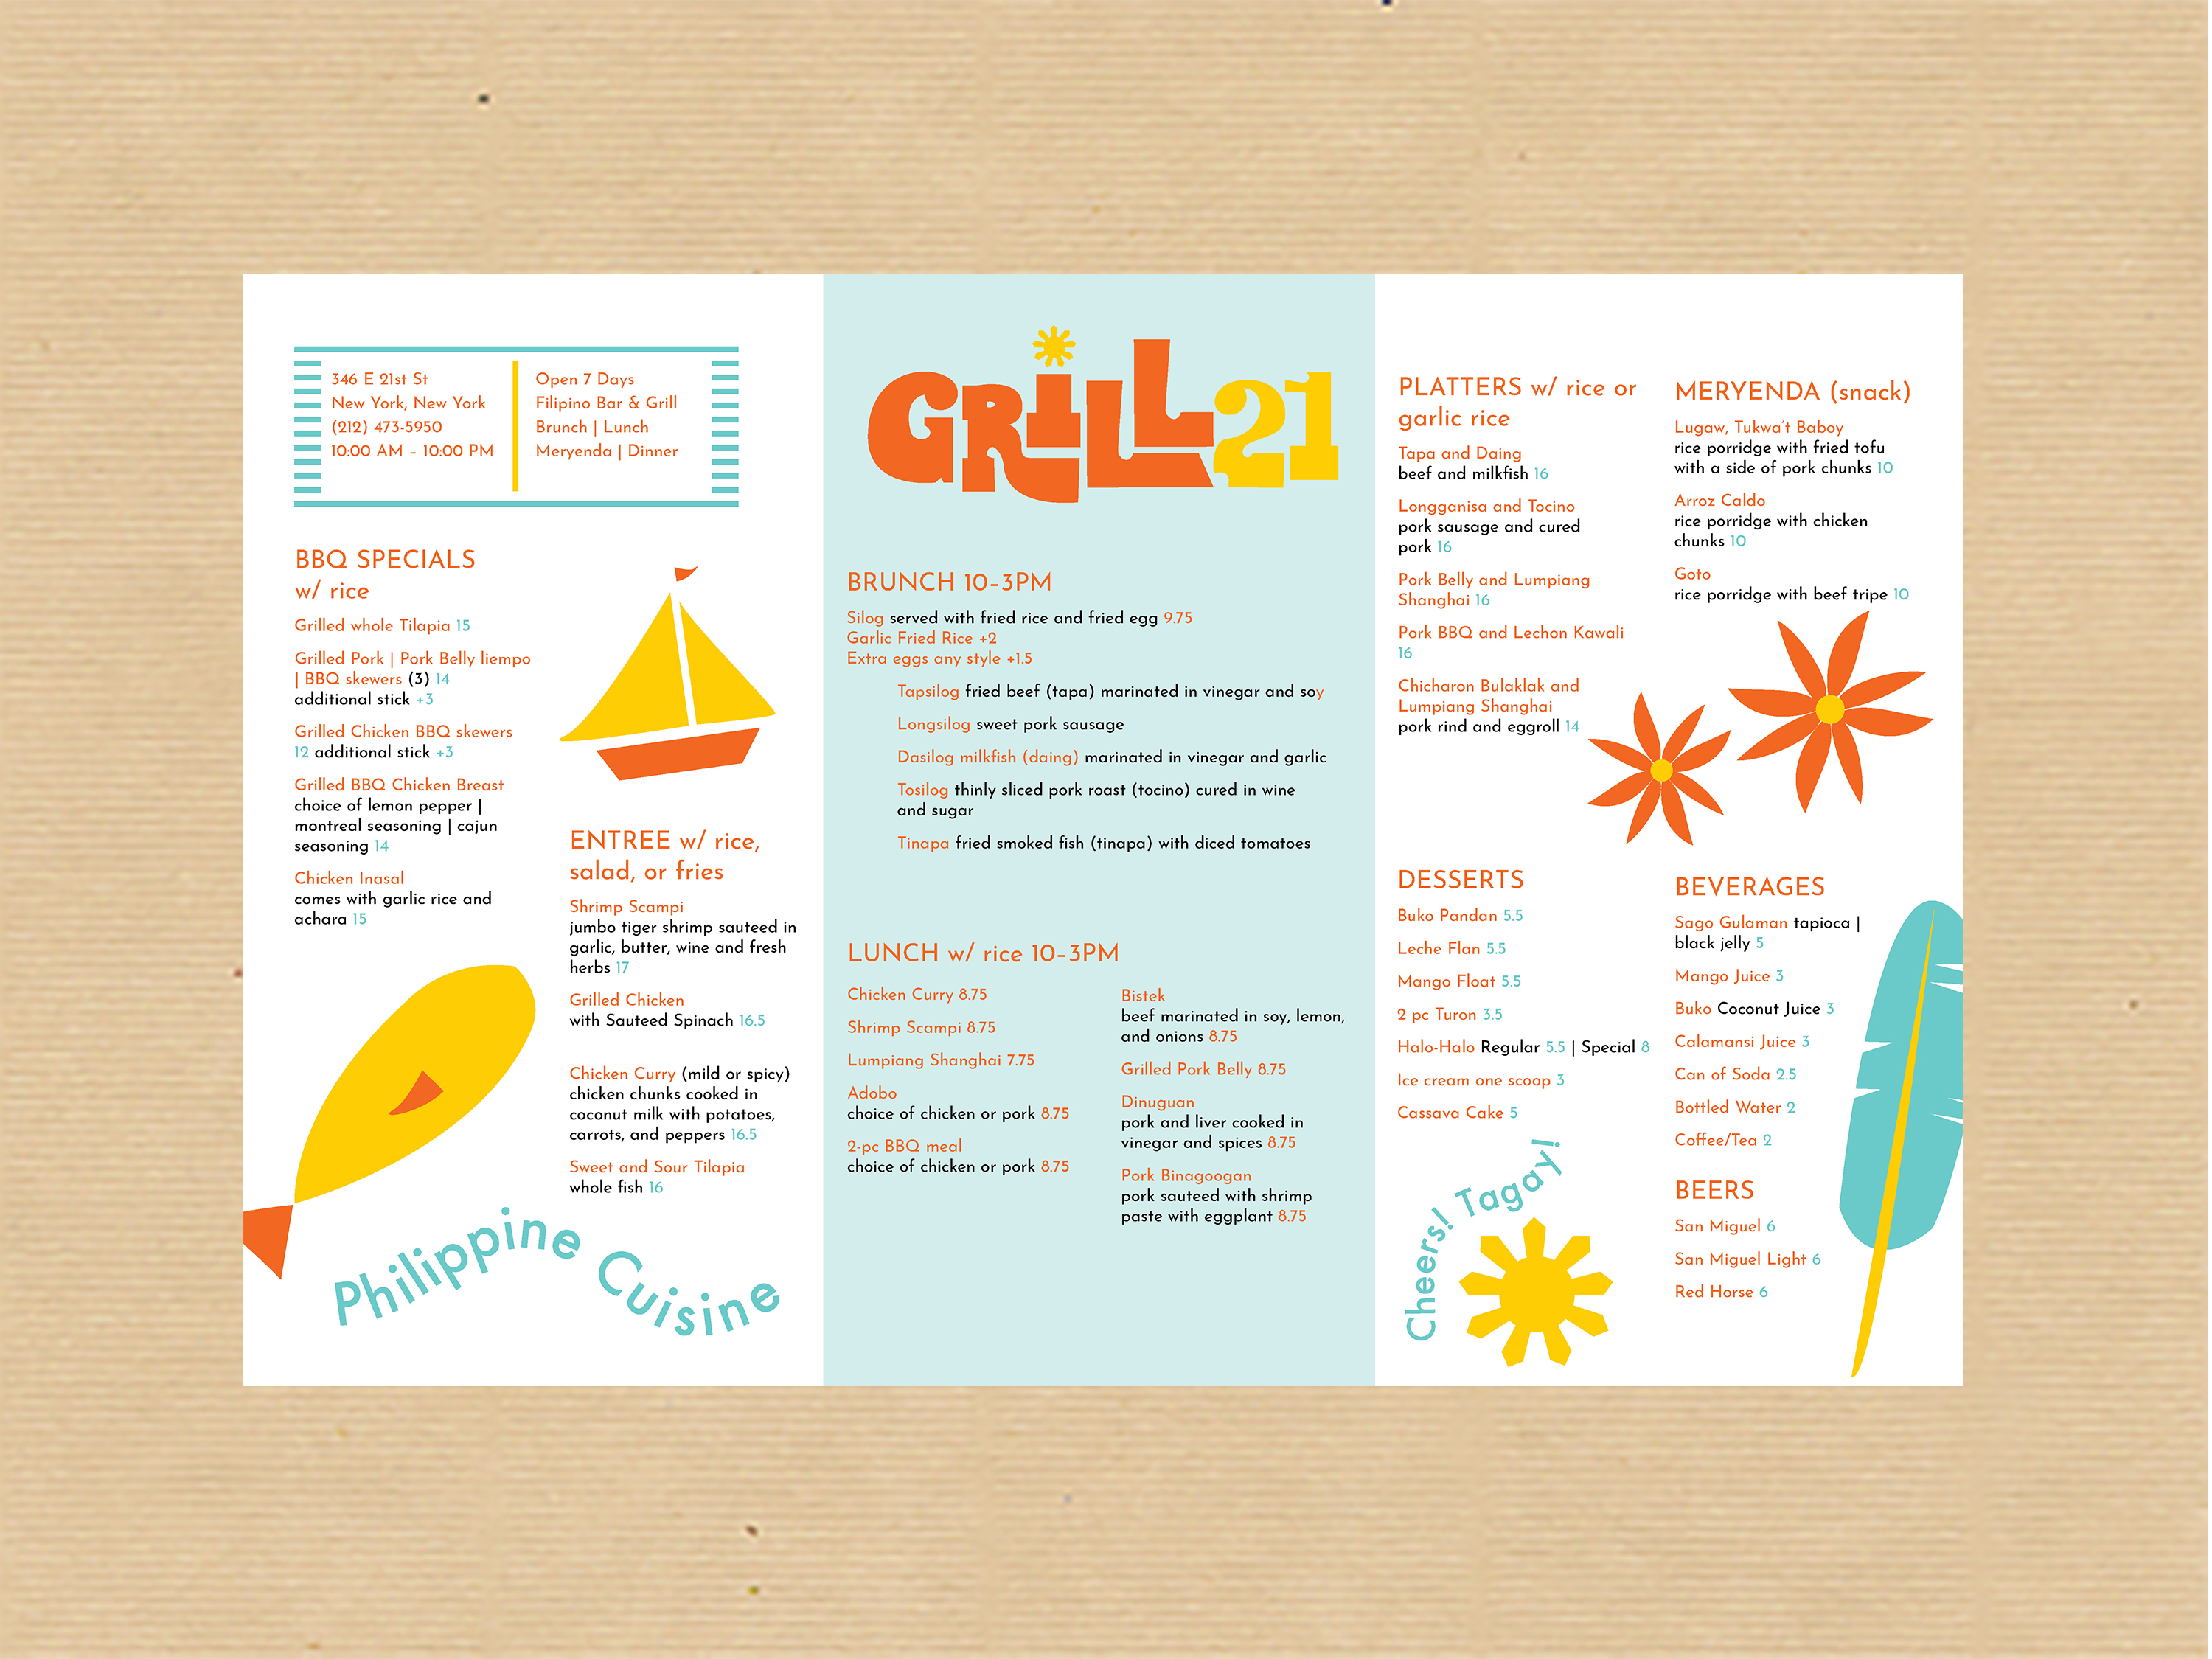 346 E 21st St
New York, New York
(212) 473-5950
10:00 AM – 10:00 PM
Open 7 Days
Filipino Bar & Grill
Brunch | Lunch
Meryenda | Dinner
BBQ SPECIALS
w/ rice
Grilled whole Tilapia 15
Grilled Pork | Pork Belly liempo
| BBQ skewers (3) 14
additional stick +3
Grilled Chicken BBQ skewers
12 additional stick +3
Grilled BBQ Chicken Breast
choice of lemon pepper |
montreal seasoning | cajun
seasoning 14
Chicken Inasal
comes with garlic rice and
achara 15
ENTREE w/ rice,
salad, or fries
Shrimp Scampi
jumbo tiger shrimp sauteed in
garlic, butter, wine and fresh
herbs 17
Grilled Chicken
with Sauteed Spinach 16.5
Chicken Curry (mild or spicy)
chicken chunks cooked in
coconut milk with potatoes,
carrots, and peppers 16.5
Sweet and Sour Tilapia
whole fish 16
Philippine Cuisine
GRiLL21
BRUNCH 10–3PM
Silog served with fried rice and fried egg 9.75
Garlic Fried Rice +2
Extra eggs any style +1.5
Tapsilog fried beef (tapa) marinated in vinegar and soy
Longsilog sweet pork sausage
Dasilog milkfish (daing) marinated in vinegar and garlic
Tosilog thinly sliced pork roast (tocino) cured in wine
and sugar
Tinapa fried smoked fish (tinapa) with diced tomatoes
LUNCH w/ rice 10–3PM
Chicken Curry 8.75
Shrimp Scampi 8.75
Lumpiang Shanghai 7.75
Adobo
choice of chicken or pork 8.75
2-pc BBQ meal
choice of chicken or pork 8.75
Bistek
beef marinated in soy, lemon,
and onions 8.75
Grilled Pork Belly 8.75
Dinuguan
pork and liver cooked in
vinegar and spices 8.75
Pork Binagoogan
pork sauteed with shrimp
paste with eggplant 8.75
PLATTERS w/ rice or
garlic rice
Tapa and Daing
beef and milkfish 16
Longganisa and Tocino
pork sausage and cured
pork 16
Pork Belly and Lumpiang
Shanghai 16
Pork BBQ and Lechon Kawali
16
Chicharon Bulaklak and
Lumpiang Shanghai
pork rind and eggroll 14
MERYENDA (snack)
Lugaw, Tukwa't Baboy
rice porridge with fried tofu
with a side of pork chunks 10
Arroz Caldo
rice porridge with chicken
chunks 10
Goto
rice porridge with beef tripe 10
DESSERTS
Buko Pandan 5.5
Leche Flan 5.5
Mango Float 5.5
2 pc Turon 3.5
Halo-Halo Regular 5.5 | Special 8
Ice cream one scoop 3
Cassava Cake 5
Cheers! Tagay!
BEVERAGES
Sago Gulaman tapioca |
black jelly 5
Mango Juice 3
Buko Coconut Juice 3
Calamansi Juice 3
Can of Soda 2.5
Bottled Water 2
Coffee/Tea 2
BEERS
San Miguel 6
San Miguel Light 6
Red Horse 6